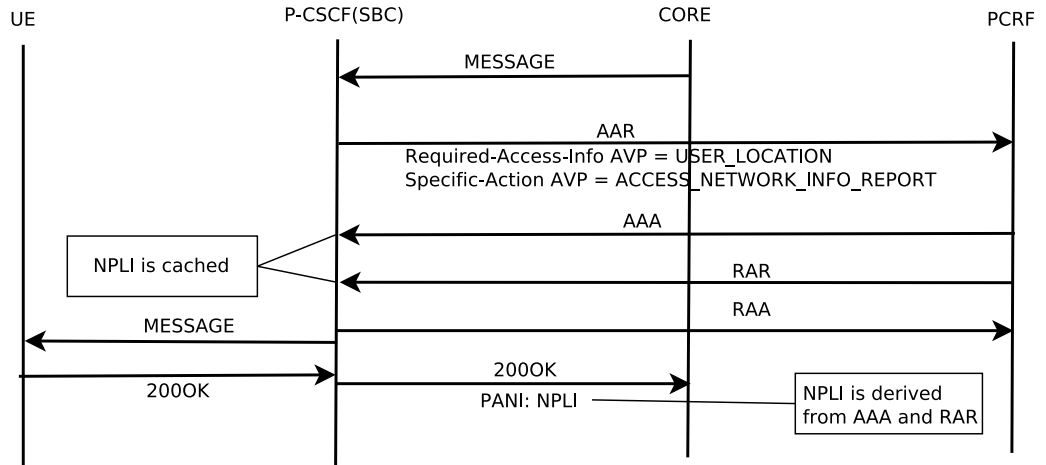 UE
P-CSCF(SBC)
CORE
PCRF
MESSAGE
AAR
Required-Access-Info AVP = USER_LOCATION
Specific-Action AVP = ACCESS_NETWORK_INFO_REPORT
AAA
NPLI is cached
RAR
RAA
MESSAGE
200OK
200OK
PANI: NPLI
NPLI is derived
from AAA and RAR